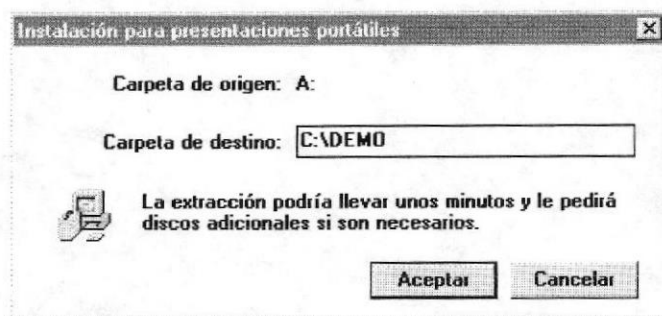 Instalación para presentaciones portátiles
Carpeta de origen: A:
Carpeta de destino: C:\DEMO
La extracción podría llevar unos minutos y le pedirá
discos adicionales si son necesarios.
Aceptar Cancelar